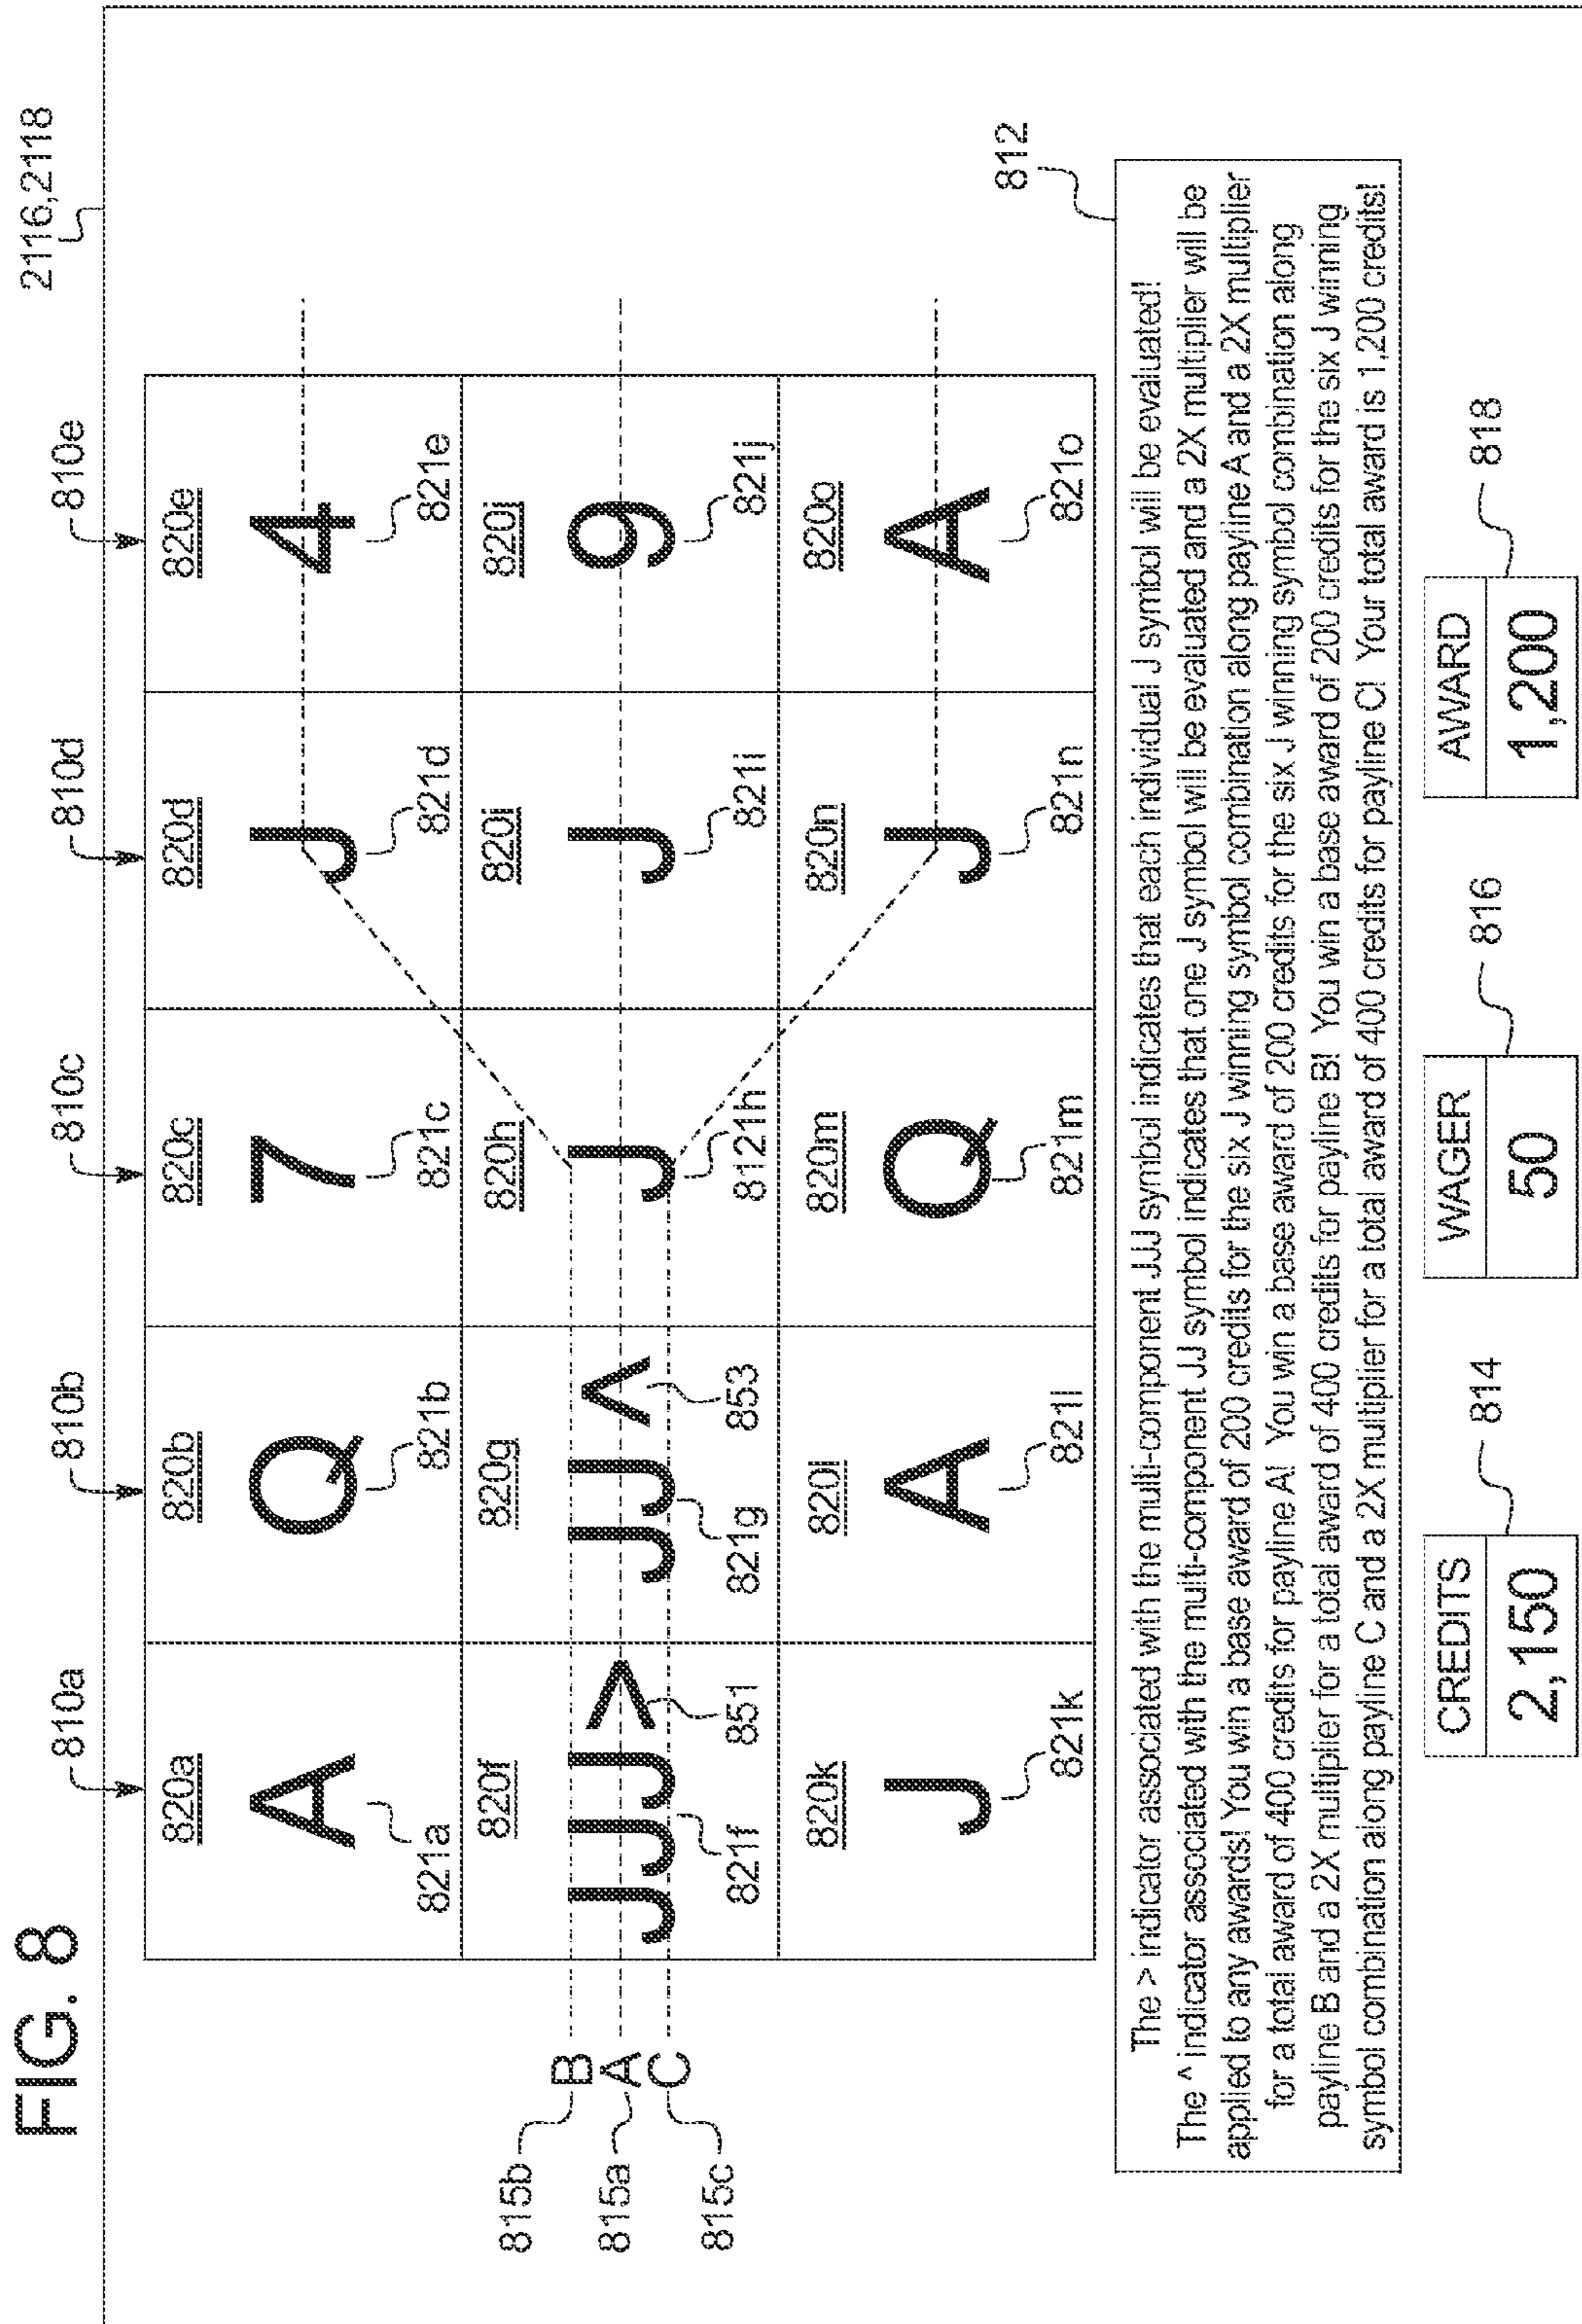 FIG. 8
2116,2118
810a 810b 810c 810d 810e
820a 820b 820c 820d 820e
A Q 7 J 4
821a 821b 821c 821d 821e
820f 820g 820h 820i 820j
815b B
815a A
815c C
JJJ > JJ ^ J J 9
821f 851 821g 853 8121h 821i 821j
820k 820l 820m 820n 820o
J A Q J A
821k 821l 821m 821n 821o
812
The > indicator associated with the multi-component JJJ symbol indicates that each individual J symbol will be evaluated!
The ^ indicator associated with the multi-component JJ symbol indicates that one J symbol will be evaluated and a 2X multiplier will be
applied to any awards! You win a base award of 200 credits for the six J winning symbol combination along payline A and a 2X multiplier
for a total award of 400 credits for payline A! You win a base award of 200 credits for the six J winning symbol combination along
payline B and a 2X multiplier for a total award of 400 credits for payline B! You win a base award of 200 credits for the six J winning
symbol combination along payline C and a 2X multiplier for a total award of 400 credits for payline C! Your total award is 1,200 credits!
CREDITS 814 WAGER 816 AWARD 818
2,150 50 1,200